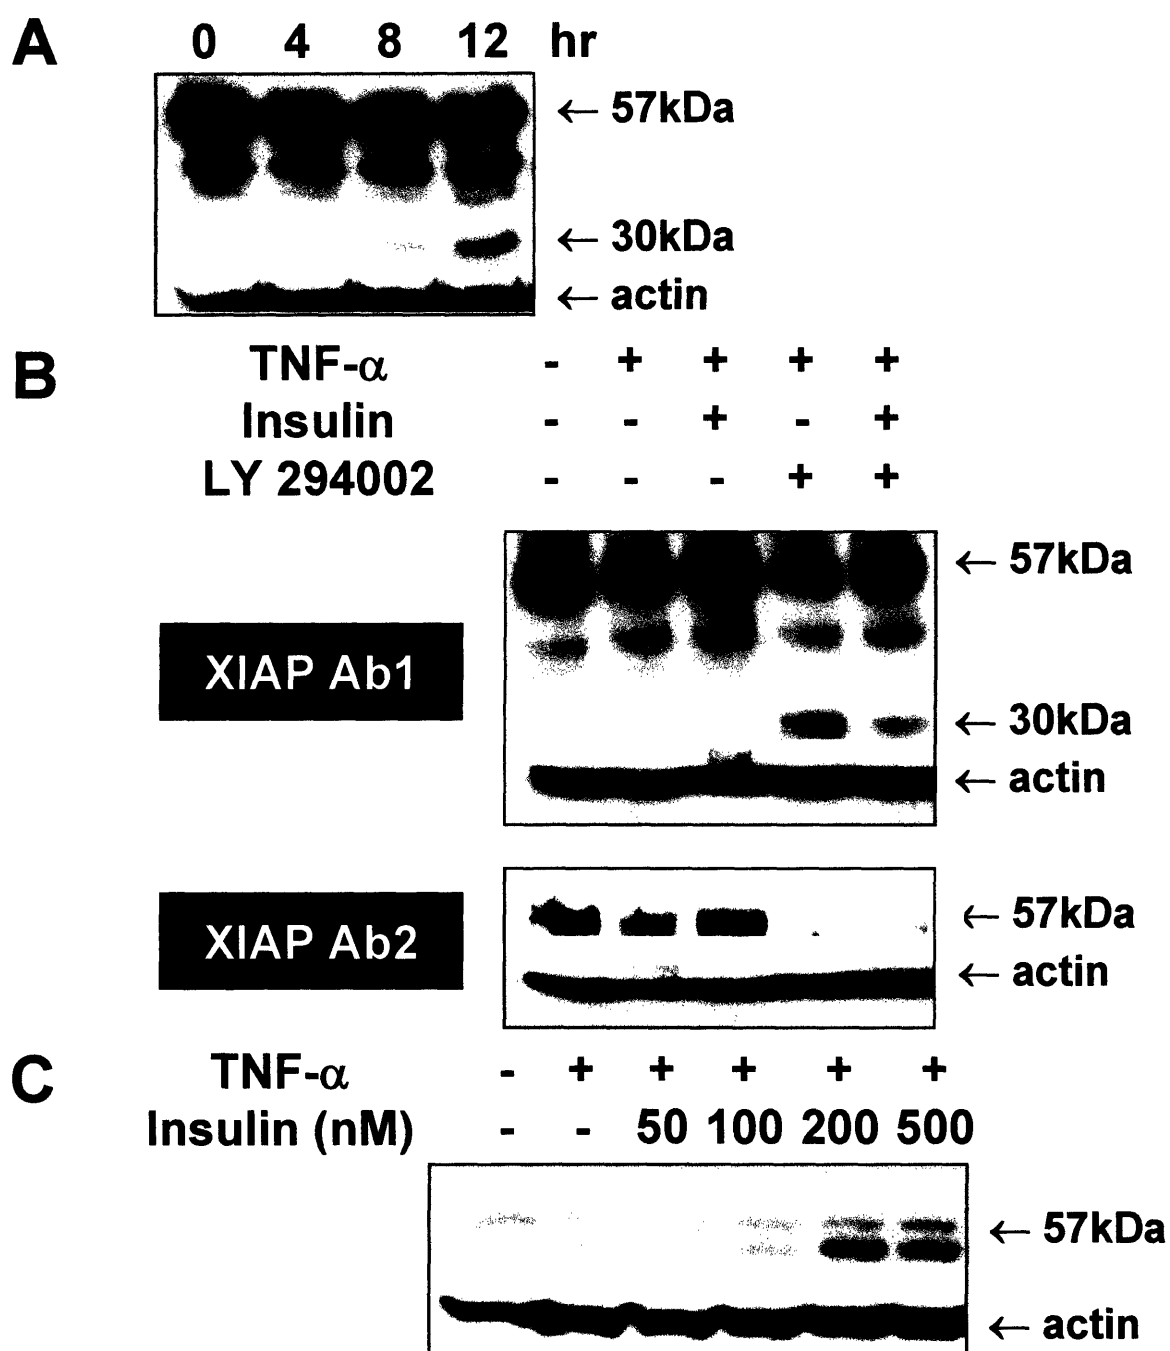 A
0 4 8 12 hr
← 57kDa
← 30kDa
← actin
B
TNF-α - + + + +
Insulin - - + - +
LY 294002 - - - + +
← 57kDa
XIAP Ab1
← 30kDa
← actin
← 57kDa
XIAP Ab2
← actin
C
TNF-α - + + + + +
Insulin (nM) - - 50 100 200 500
← 57kDa
← actin